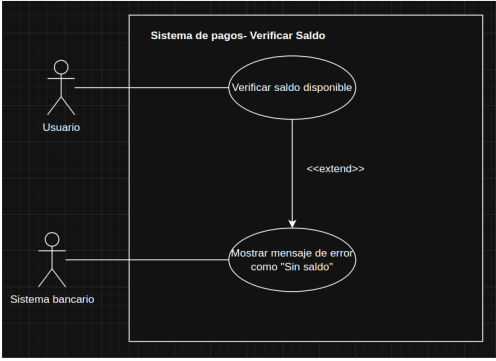 Sistema de pagos- Verificar Saldo
Verificar saldo disponible
Usuario
<<extend>>
Mostrar mensaje de error
como "Sin saldo"
Sistema bancario